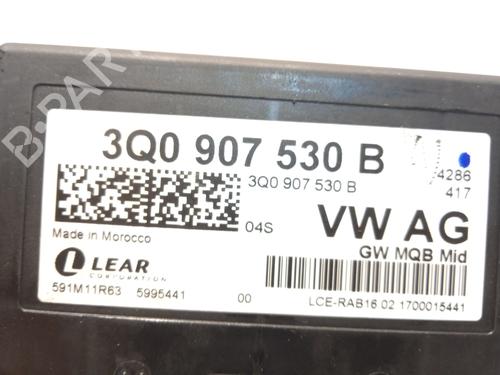 3Q0 907 530 B
3Q0 907 530 B
4286
417
04S
VW AG
Made in Morocco
GW MQB Mid
LEAR
CORPORATION
591M11R63 5995441 00
LCE-RAB16 02 1700015441
B-PARTS